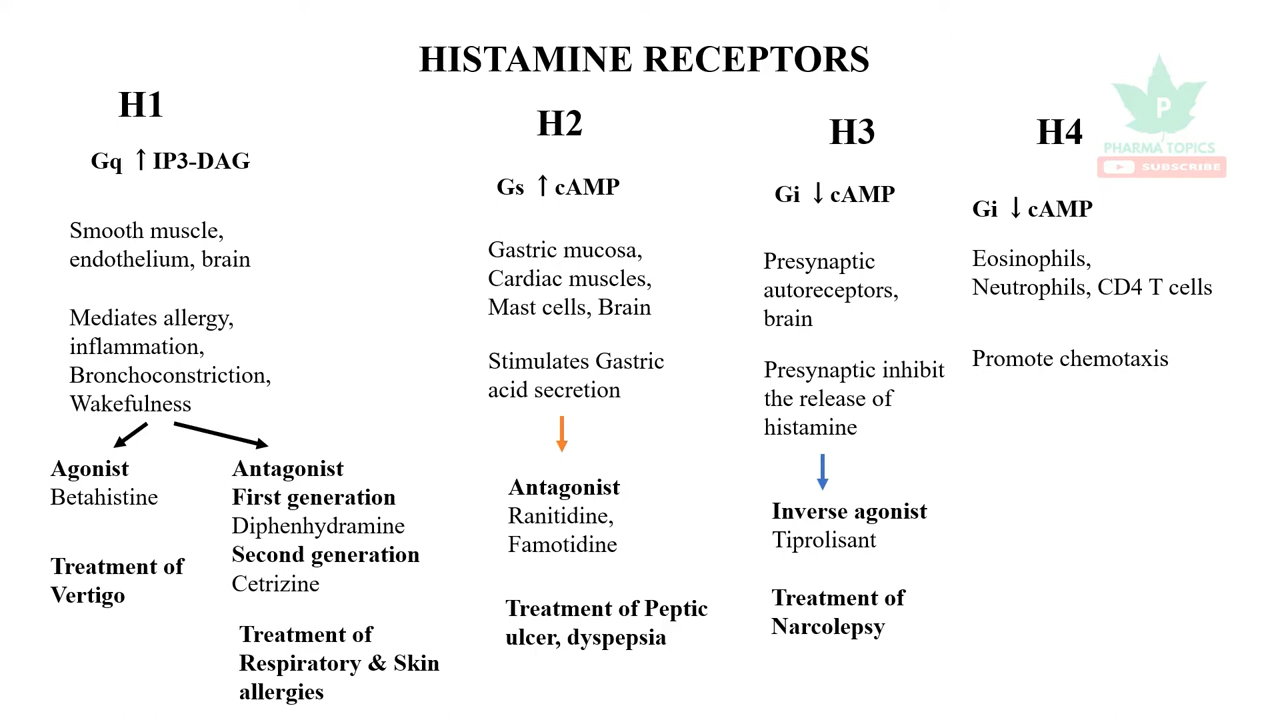 HISTAMINE RECEPTORS
H1
Gq ↑ IP3-DAG
Smooth muscle,
endothelium, brain
Mediates allergy,
inflammation,
Bronchoconstriction,
Wakefulness
Agonist
Betahistine
Treatment of
Vertigo
Antagonist
First generation
Diphenhydramine
Second generation
Cetrizine
Treatment of
Respiratory & Skin
allergies
H2
Gs ↑ cAMP
Gastric mucosa,
Cardiac muscles,
Mast cells, Brain
Stimulates Gastric
acid secretion
Antagonist
Ranitidine,
Famotidine
Treatment of Peptic
ulcer, dyspepsia
H3
Gi ↓ cAMP
Presynaptic
autoreceptors,
brain
Presynaptic inhibit
the release of
histamine
Inverse agonist
Tiprolisant
Treatment of
Narcolepsy
H4
Gi ↓ cAMP
Eosinophils,
Neutrophils, CD4 T cells
Promote chemotaxis
P
PHARMA TOPICS
SUBSCRIBE